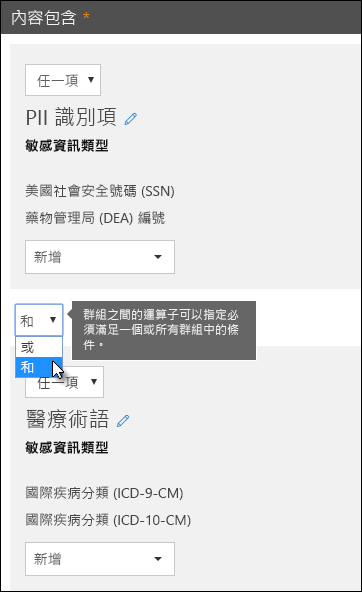 內容包含 *
任一項
PII 識別項
敏感資訊類型
美國社會安全號碼 (SSN)
藥物管理局 (DEA) 編號
新增
和
群組之間的運算子可以指定必
須滿足一個或所有群組中的條
件。
或
和
任一項
醫療術語
敏感資訊類型
國際疾病分類 (ICD-9-CM)
國際疾病分類 (ICD-10-CM)
新增